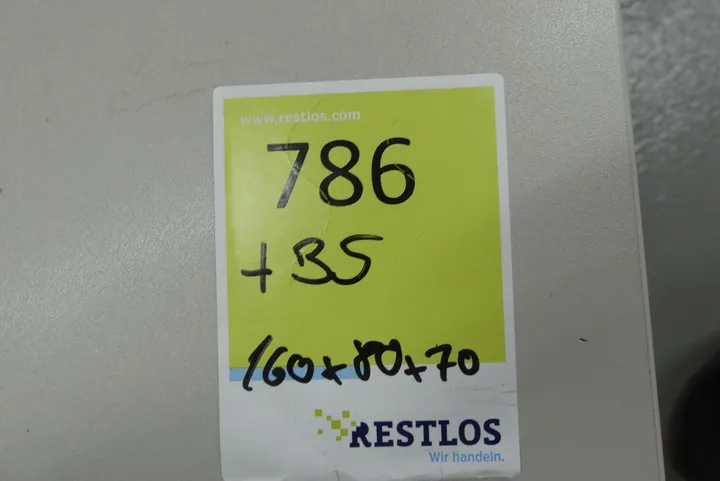 www.restlos.com
786
+ 35
160x80x70
RESTLOS
Wir handeln.